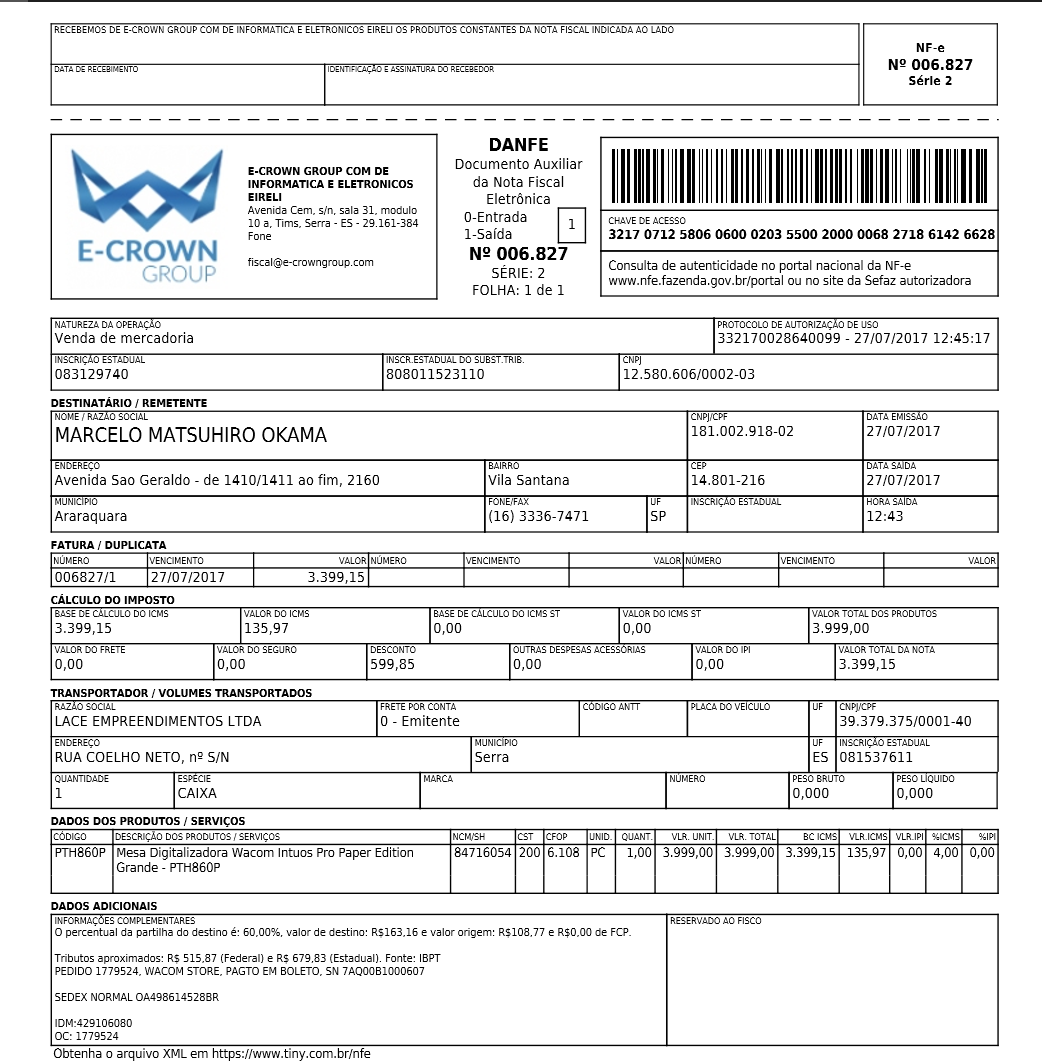 RECEBEMOS DE E-CROWN GROUP COM DE INFORMATICA E ELETRONICOS EIRELI OS PRODUTOS CONSTANTES DA NOTA FISCAL INDICADA AO LADO
DATA DE RECEBIMENTO
IDENTIFICAÇÃO E ASSINATURA DO RECEBEDOR
NF-e
Nº 006.827
Série 2
E-CROWN
GROUP
E-CROWN GROUP COM DE
INFORMATICA E ELETRONICOS
EIRELI
Avenida Cem, s/n, sala 31, modulo
10 a, Tims, Serra - ES - 29.161-384
Fone
fiscal@e-crowngroup.com
DANFE
Documento Auxiliar
da Nota Fiscal
Eletrônica
0-Entrada
1-Saída
1
Nº 006.827
SÉRIE: 2
FOLHA: 1 de 1
CHAVE DE ACESSO
3217 0712 5806 0600 0203 5500 2000 0068 2718 6142 6628
Consulta de autenticidade no portal nacional da NF-e
www.nfe.fazenda.gov.br/portal ou no site da Sefaz autorizadora
NATUREZA DA OPERAÇÃO PROTOCOLO DE AUTORIZAÇÃO DE USO
Venda de mercadoria 332170028640099 - 27/07/2017 12:45:17
INSCRIÇÃO ESTADUAL INSCR.ESTADUAL DO SUBST.TRIB. CNPJ
083129740 808011523110 12.580.606/0002-03
DESTINATÁRIO / REMETENTE
NOME / RAZÃO SOCIAL CNPJ/CPF DATA EMISSÃO
MARCELO MATSUHIRO OKAMA 181.002.918-02 27/07/2017
ENDEREÇO BAIRRO CEP DATA SAÍDA
Avenida Sao Geraldo - de 1410/1411 ao fim, 2160 Vila Santana 14.801-216 27/07/2017
MUNICÍPIO FONE/FAX UF INSCRIÇÃO ESTADUAL HORA SAÍDA
Araraquara (16) 3336-7471 SP 12:43
FATURA / DUPLICATA
NÚMERO VENCIMENTO VALOR NÚMERO VENCIMENTO VALOR NÚMERO VENCIMENTO VALOR
006827/1 27/07/2017 3.399,15
CÁLCULO DO IMPOSTO
BASE DE CÁLCULO DO ICMS VALOR DO ICMS BASE DE CÁLCULO DO ICMS ST VALOR DO ICMS ST VALOR TOTAL DOS PRODUTOS
3.399,15 135,97 0,00 0,00 3.999,00
VALOR DO FRETE VALOR DO SEGURO DESCONTO OUTRAS DESPESAS ACESSÓRIAS VALOR DO IPI VALOR TOTAL DA NOTA
0,00 0,00 599,85 0,00 0,00 3.399,15
TRANSPORTADOR / VOLUMES TRANSPORTADOS
RAZÃO SOCIAL FRETE POR CONTA CÓDIGO ANTT PLACA DO VEÍCULO UF CNPJ/CPF
LACE EMPREENDIMENTOS LTDA 0 - Emitente 39.379.375/0001-40
ENDEREÇO MUNICÍPIO UF INSCRIÇÃO ESTADUAL
RUA COELHO NETO, nº S/N Serra ES 081537611
QUANTIDADE ESPÉCIE MARCA NÚMERO PESO BRUTO PESO LÍQUIDO
1 CAIXA 0,000 0,000
DADOS DOS PRODUTOS / SERVIÇOS
CÓDIGO DESCRIÇÃO DOS PRODUTOS / SERVIÇOS NCM/SH CST CFOP UNID. QUANT. VLR. UNIT. VLR. TOTAL BC ICMS VLR.ICMS VLR.IPI %ICMS %IPI
PTH860P Mesa Digitalizadora Wacom Intuos Pro Paper Edition 84716054 200 6.108 PC 1,00 3.999,00 3.999,00 3.399,15 135,97 0,00 4,00 0,00
Grande - PTH860P
DADOS ADICIONAIS
INFORMAÇÕES COMPLEMENTARES RESERVADO AO FISCO
O percentual da partilha do destino é: 60,00%, valor de destino: R$163,16 e valor origem: R$108,77 e R$0,00 de FCP.
Tributos aproximados: R$ 515,87 (Federal) e R$ 679,83 (Estadual). Fonte: IBPT
PEDIDO 1779524, WACOM STORE, PAGTO EM BOLETO, SN 7AQ00B1000607
SEDEX NORMAL OA498614528BR
IDM:429106080
OC: 1779524
Obtenha o arquivo XML em https://www.tiny.com.br/nfe